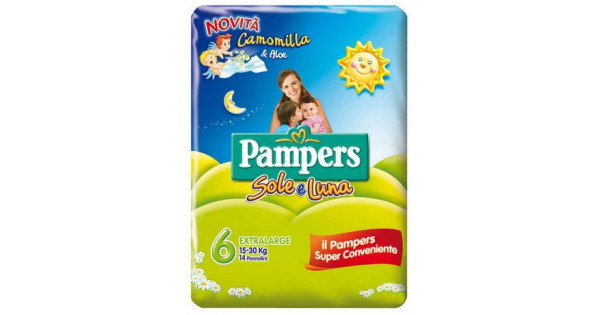 NOVITÀ
Camomilla
& Aloe
Pampers
Sole e Luna
6
EXTRALARGE
15-30 Kg
14 Pannolini
il Pampers
Super Conveniente